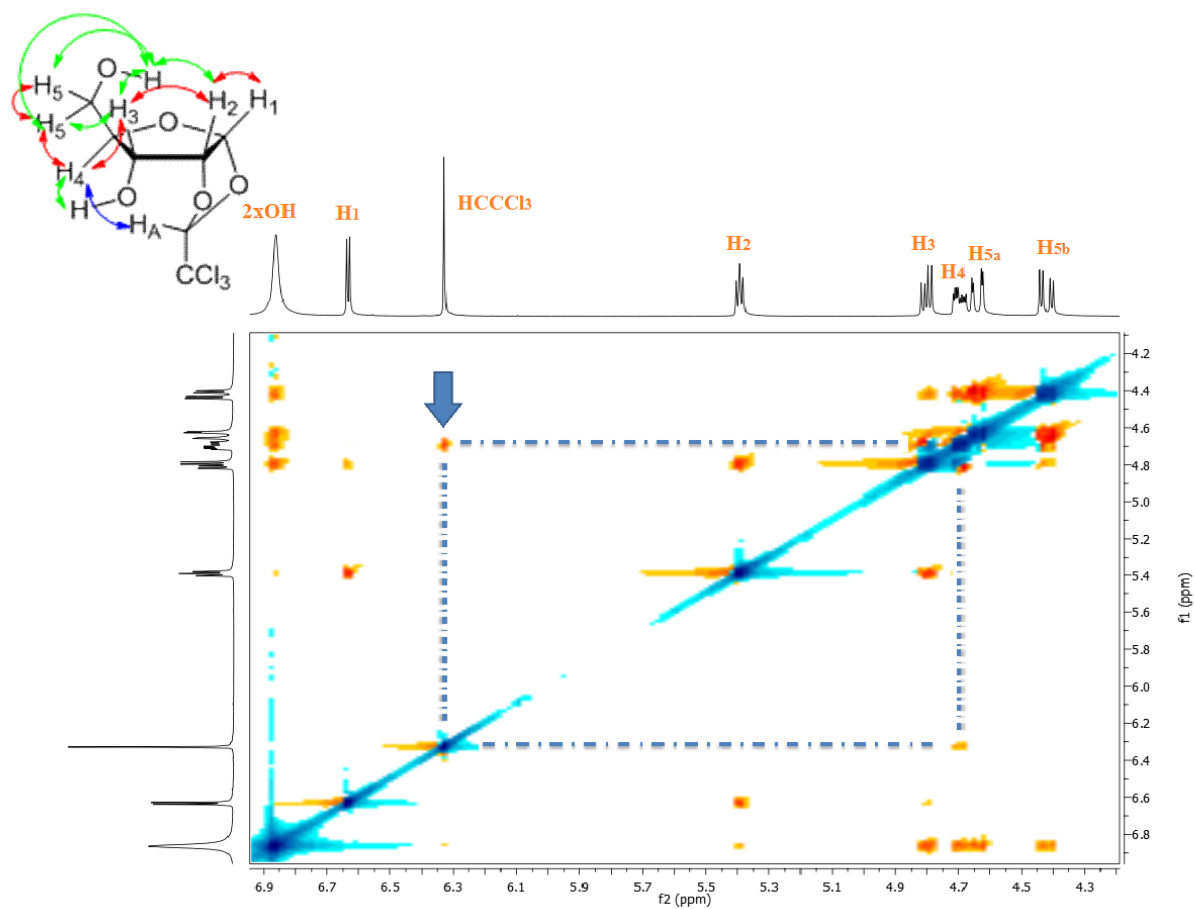 O
H
H5
H3
H2
H1
H5
O
H4
O
O
O
H
HA
CCl3
2xOH
H1
HCCCl3
H2
H3
H4
H5a
H5b
4.2
4.4
4.6
4.8
5.0
5.2
5.4
5.6
5.8
6.0
6.2
6.4
6.6
6.8
f1 (ppm)
6.9 6.7 6.5 6.3 6.1 5.9 5.7 5.5 5.3 5.1 4.9 4.7 4.5 4.3
f2 (ppm)